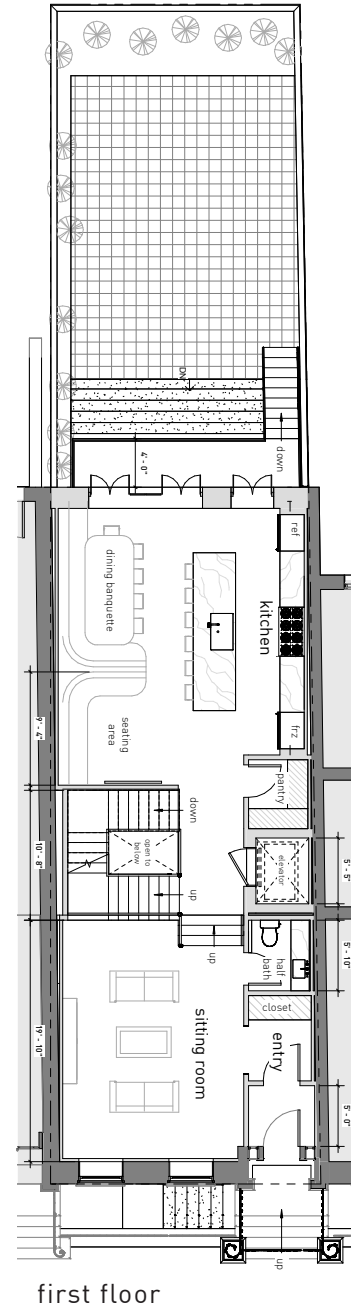 DN
down
4' - 0"
ref
dining banquette
kitchen
seating
area
frz
9' - 4"
pantry
down
open to
below
elevator
5' - 5"
10' - 8"
up
up
half
bath
5' - 10"
closet
sitting room
entry
19' - 10"
5' - 0"
up
first floor